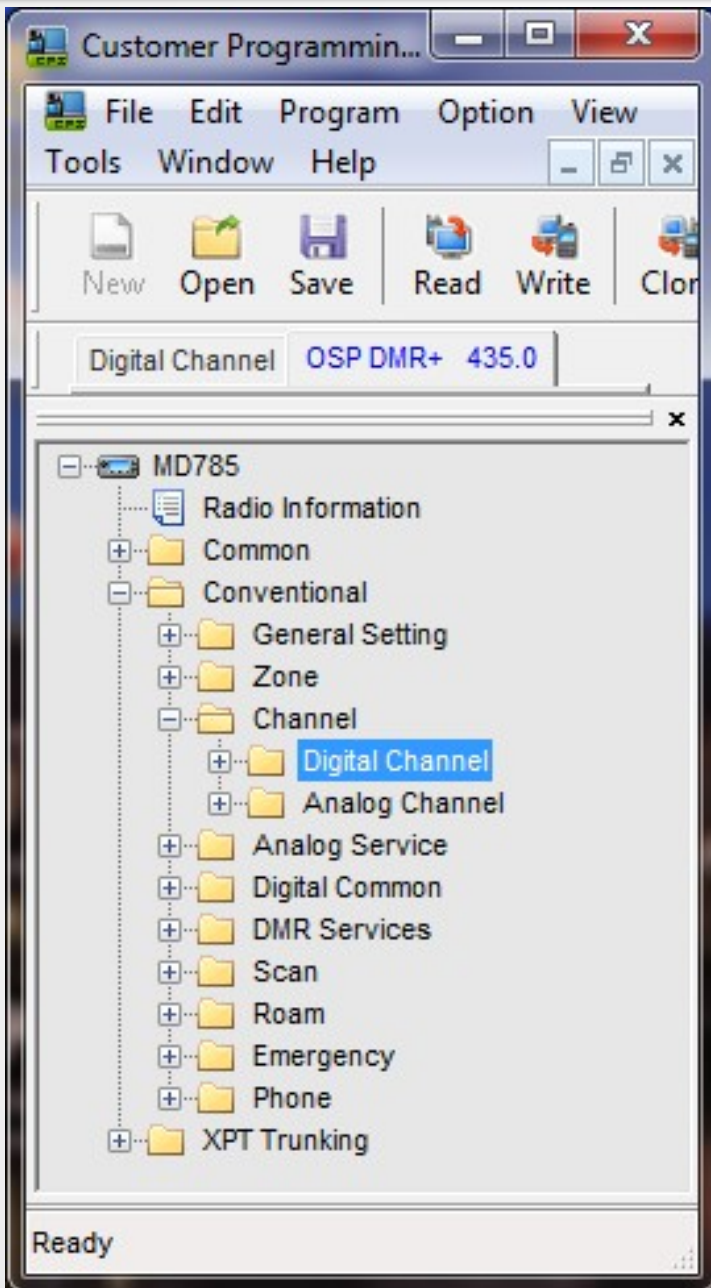 Customer Programmin...
File Edit Program Option View
Tools Window Help
New Open Save Read Write Clor
Digital Channel OSP DMR+ 435.0
MD785
Radio Information
Common
Conventional
General Setting
Zone
Channel
Digital Channel
Analog Channel
Analog Service
Digital Common
DMR Services
Scan
Roam
Emergency
Phone
XPT Trunking
Ready